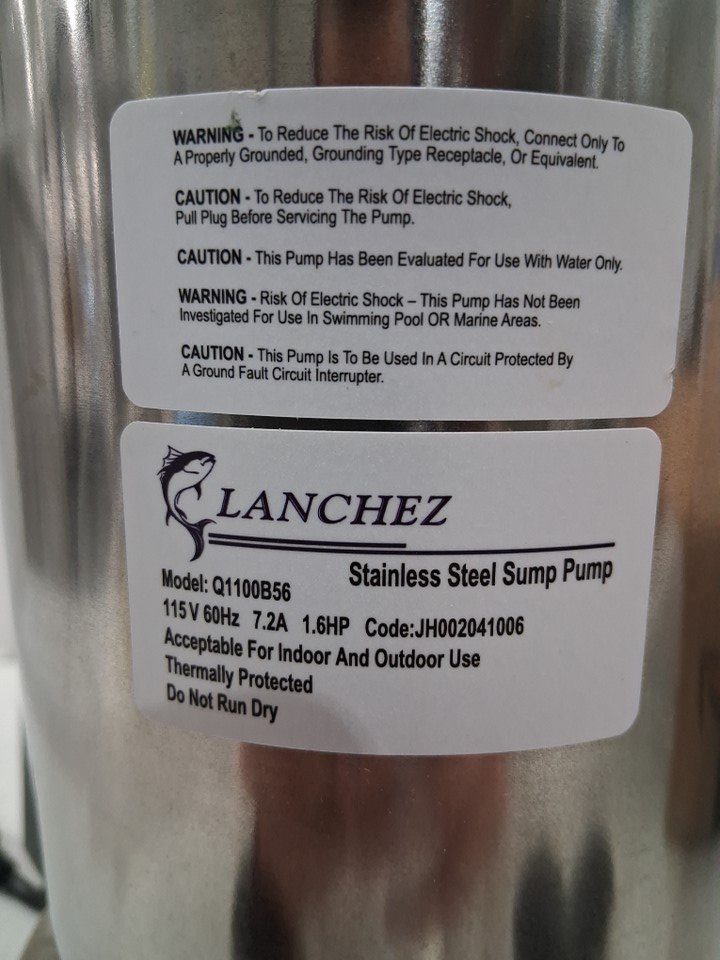 WARNING - To Reduce The Risk Of Electric Shock, Connect Only To
A Properly Grounded, Grounding Type Receptacle, Or Equivalent.
CAUTION - To Reduce The Risk Of Electric Shock,
Pull Plug Before Servicing The Pump.
CAUTION - This Pump Has Been Evaluated For Use With Water Only.
WARNING - Risk Of Electric Shock – This Pump Has Not Been
Investigated For Use In Swimming Pool OR Marine Areas.
CAUTION - This Pump Is To Be Used In A Circuit Protected By
A Ground Fault Circuit Interrupter.
LANCHEZ
Stainless Steel Sump Pump
Model: Q1100B56
115V 60Hz 7.2A 1.6HP Code:JH002041006
Acceptable For Indoor And Outdoor Use
Thermally Protected
Do Not Run Dry